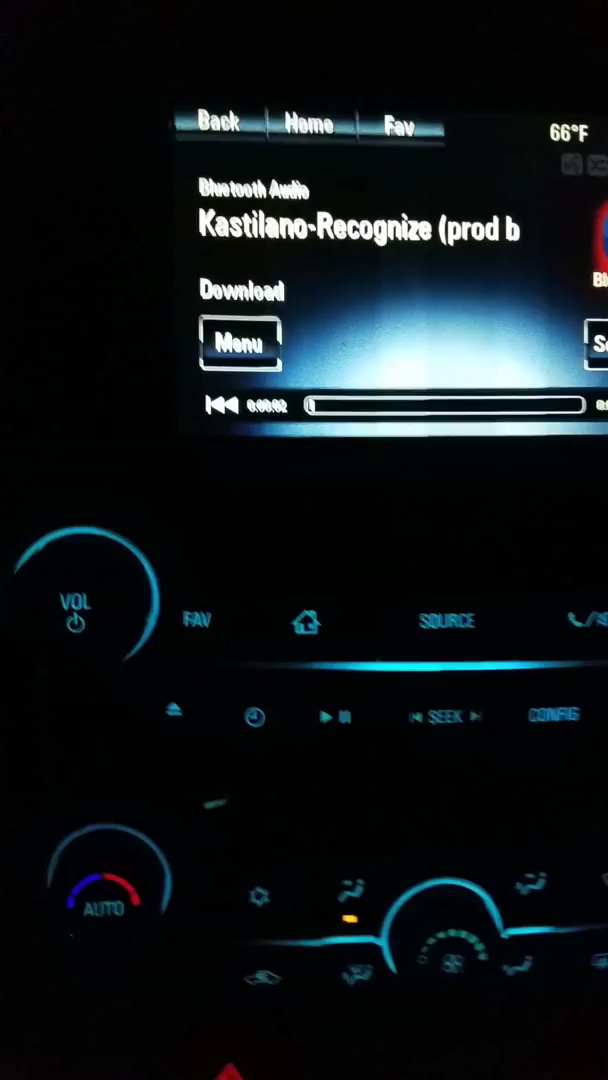 Back Home Fav 66°F
Bluetooth Audio
Kastilano-Recognize (prod b
Download
Menu
0:00:02
VOL
FAV SOURCE
SEEK CONFIG
AUTO